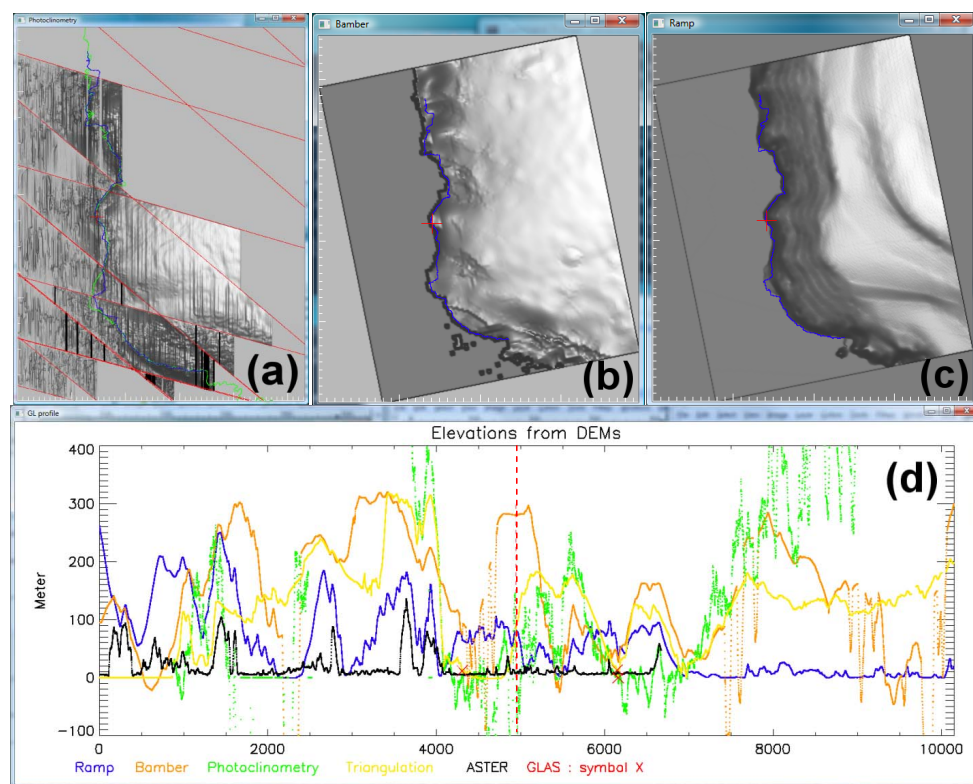 Photoclinometry
Bamber
Ramp
(a)
(b)
(c)
GL profile
Elevations from DEMs
(d)
400
300
200
100
0
-100
Meter
0 2000 4000 6000 8000 10000
Ramp Bamber Photoclinometry Triangulation ASTER GLAS : symbol X